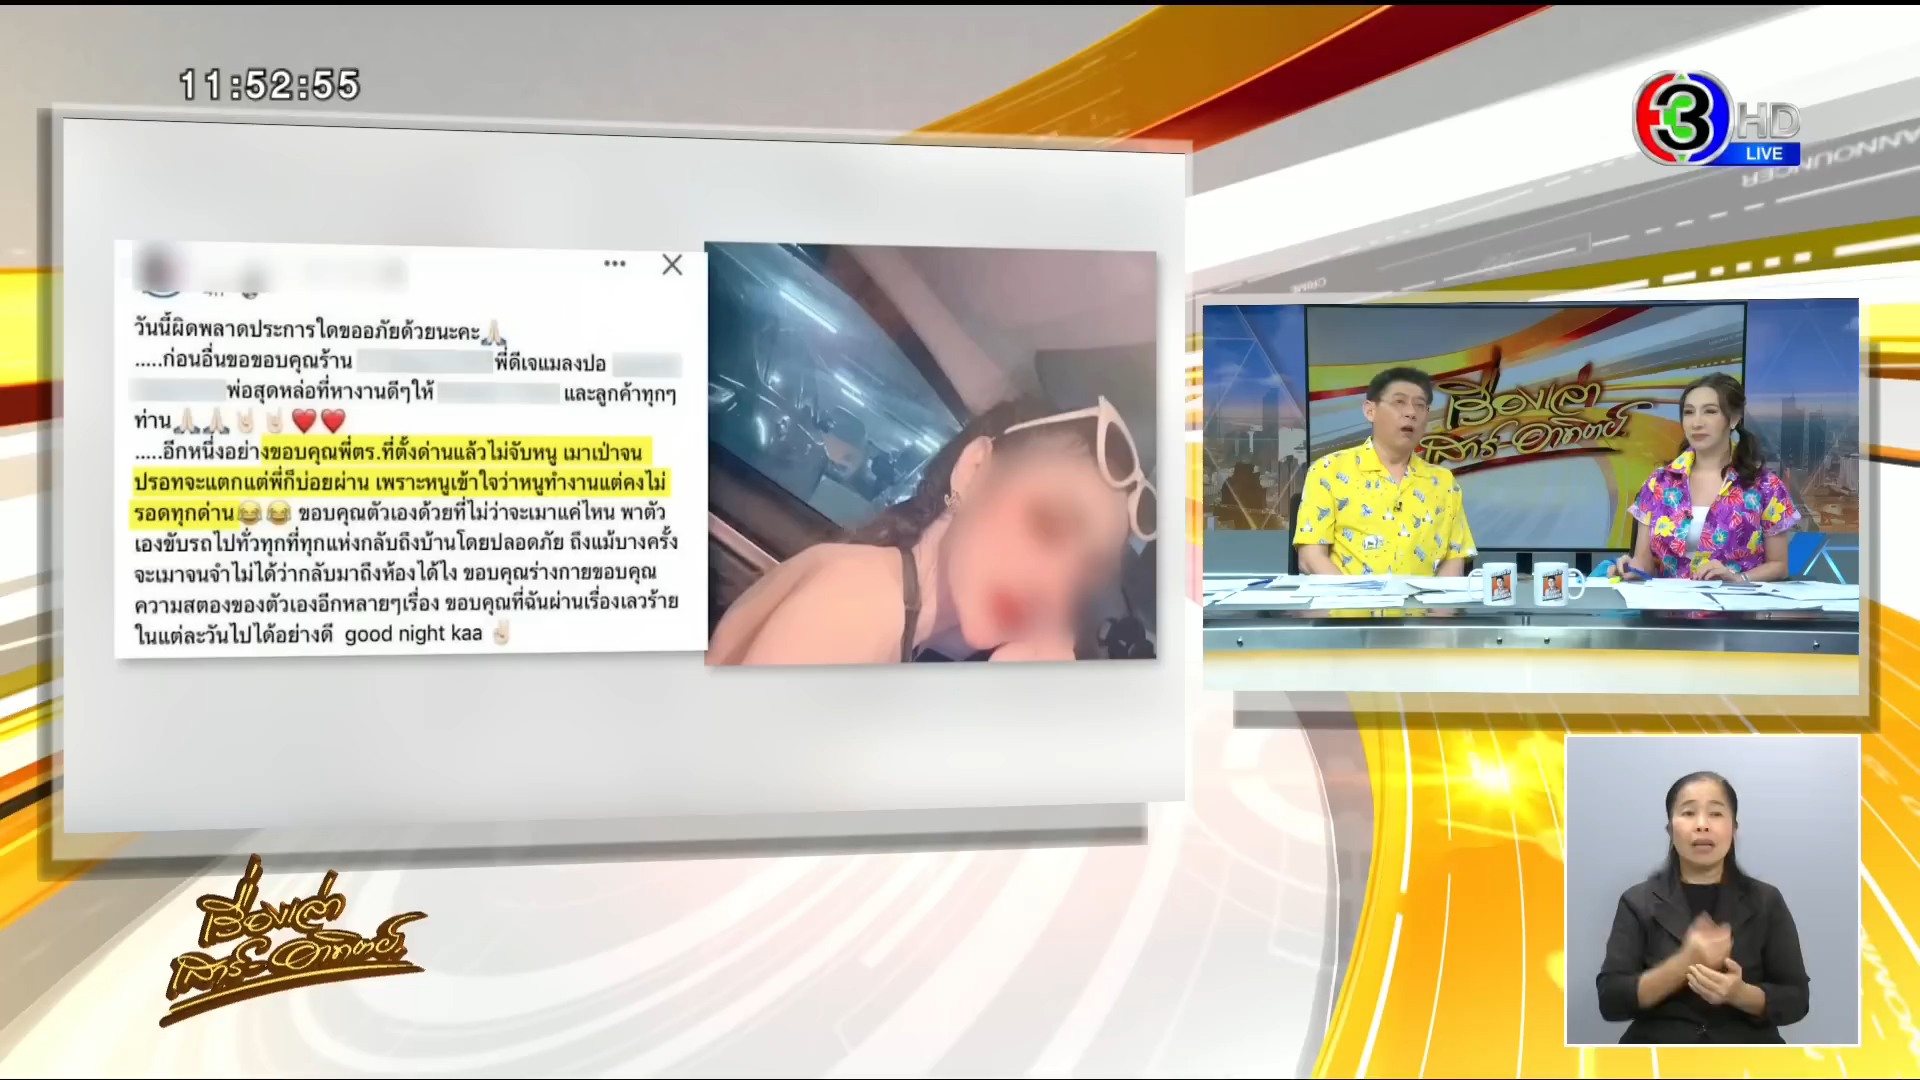 11:52:55
3 HD
LIVE
ANNOUNCER
CRIME
วันนี้ผิดพลาดประการใดขออภัยด้วยนะคะ🙏🏻
.....ก่อนอื่นขอขอบคุณร้าน พี่ดีเจแมลงปอ
พ่อสุดหล่อที่หางานดีๆให้ และลูกค้าทุกๆ
ท่าน🙏🏻🙏🏻🤘🏻🤘🏻❤️❤️
.....อีกหนึ่งอย่างขอบคุณพี่ตร.ที่ตั้งด่านแล้วไม่จับหนู เมาเป่าจน
ปรอทจะแตกแต่พี่ก็บ่อยผ่าน เพราะหนูเข้าใจว่าหนูทำงานแต่คงไม่
รอดทุกด่าน😂😂 ขอบคุณตัวเองด้วยที่ไม่ว่าจะเมาแค่ไหน พาตัว
เองขับรถไปทั่วทุกที่ทุกแห่งกลับถึงบ้านโดยปลอดภัย ถึงแม้บางครั้ง
จะเมาจนจำไม่ได้ว่ากลับมาถึงห้องได้ไง ขอบคุณร่างกายขอบคุณ
ความสตองของตัวเองอีกหลายๆเรื่อง ขอบคุณที่ฉันผ่านเรื่องเลวร้าย
ในแต่ละวันไปได้อย่างดี good night kaa ✌🏻
เรื่องเล่า
เสาร์-อาทิตย์
เรื่องเล่า
เสาร์-อาทิตย์